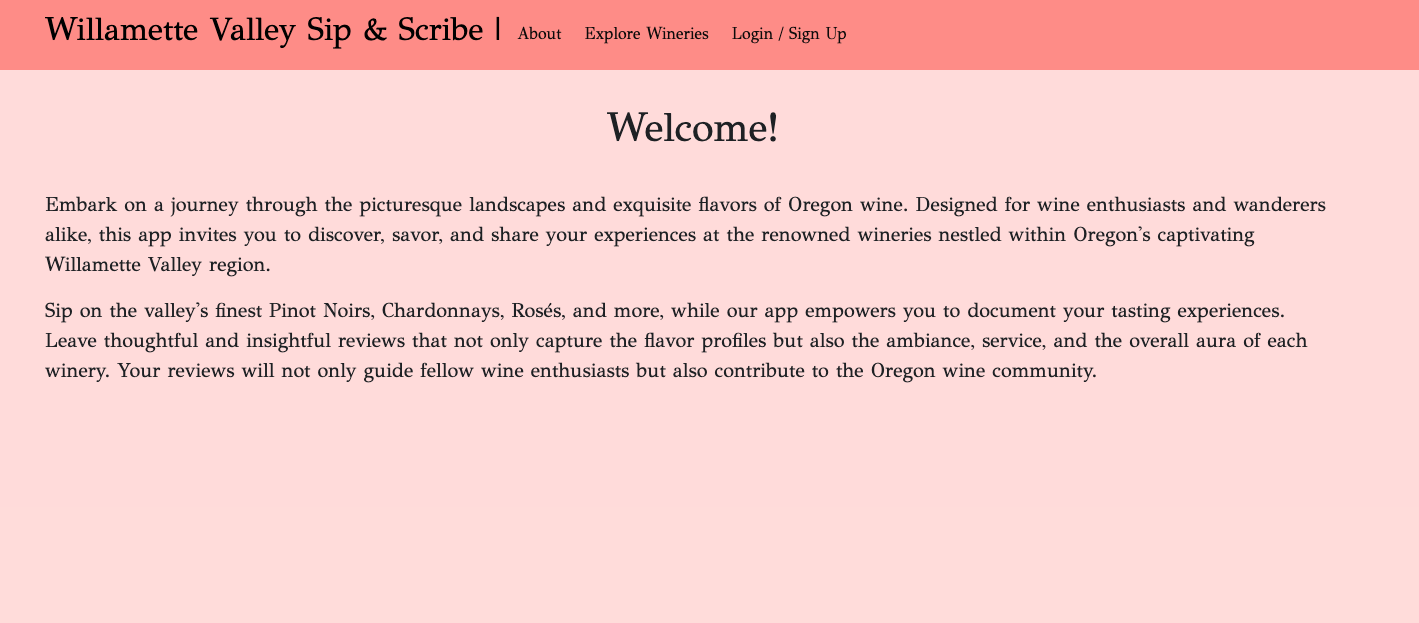 Willamette Valley Sip & Scribe | About Explore Wineries Login / Sign Up
Welcome!
Embark on a journey through the picturesque landscapes and exquisite flavors of Oregon wine. Designed for wine enthusiasts and wanderers
alike, this app invites you to discover, savor, and share your experiences at the renowned wineries nestled within Oregon’s captivating
Willamette Valley region.
Sip on the valley’s finest Pinot Noirs, Chardonnays, Rosés, and more, while our app empowers you to document your tasting experiences.
Leave thoughtful and insightful reviews that not only capture the flavor profiles but also the ambiance, service, and the overall aura of each
winery. Your reviews will not only guide fellow wine enthusiasts but also contribute to the Oregon wine community.